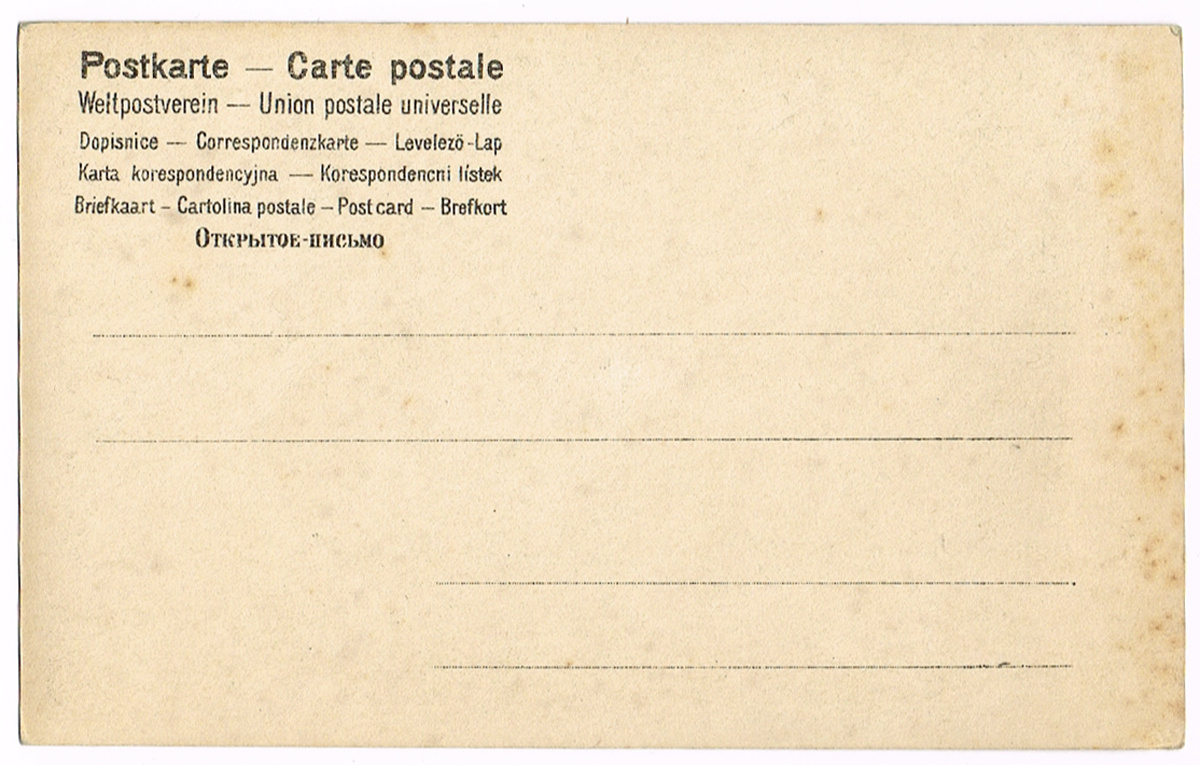 Postkarte — Carte postale
Weltpostverein — Union postale universelle
Dopisnice — Correspondenzkarte — Levelező-Lap
Karta korespondencyjna — Korespondencni lístek
Briefkaart – Cartolina postale – Post card – Brefkort
Открытое-письмо